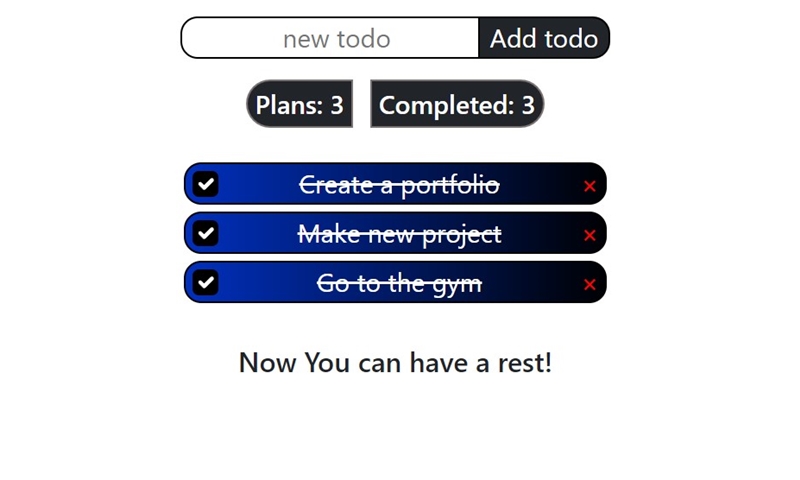 new todo Add todo
Plans: 3 Completed: 3
Create a portfolio ×
Make new project ×
Go to the gym ×
Now You can have a rest!